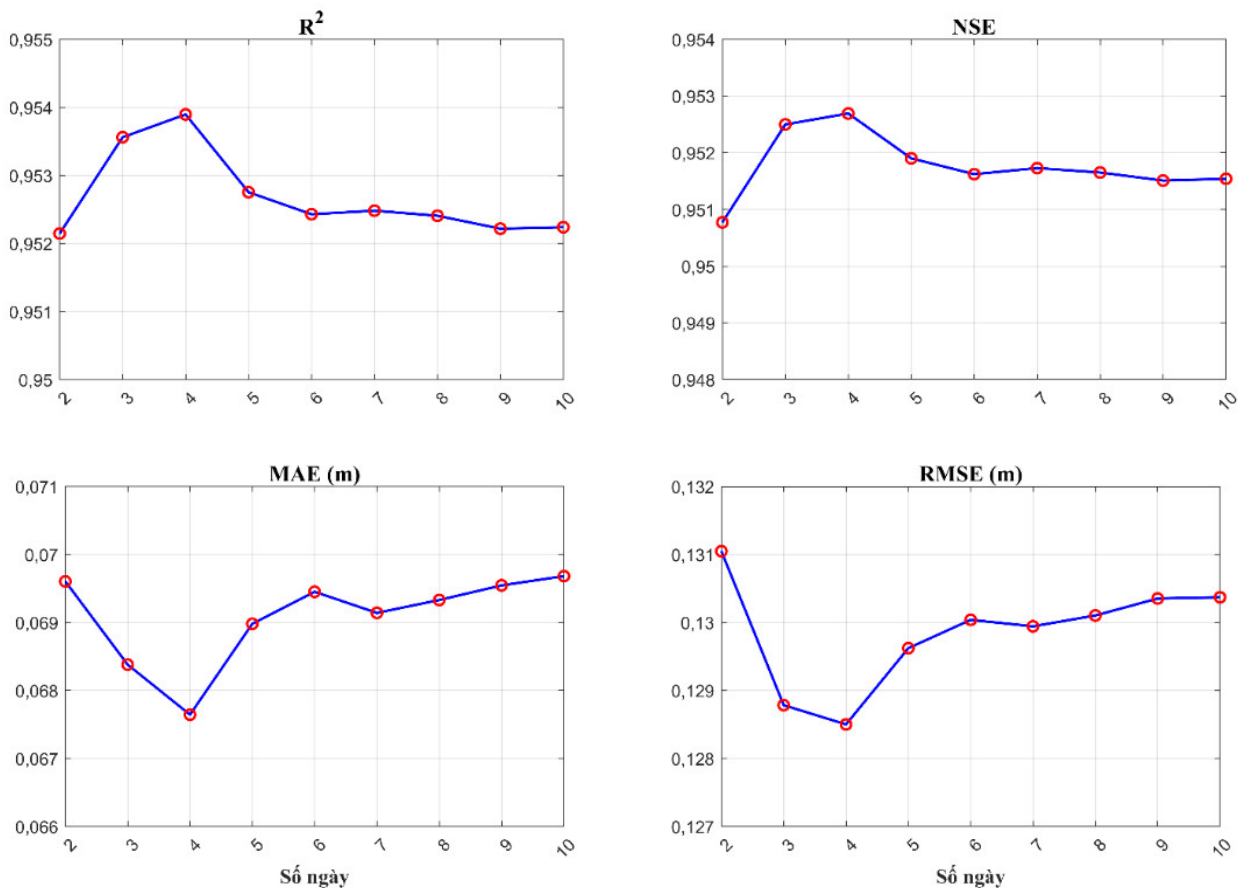 R²
0,955
0,954
0,953
0,952
0,951
0,95
2 3 4 5 6 7 8 9 10
NSE
0,954
0,953
0,952
0,951
0,95
0,949
0,948
2 3 4 5 6 7 8 9 10
MAE (m)
0,071
0,07
0,069
0,068
0,067
0,066
2 3 4 5 6 7 8 9 10
Số ngày
RMSE (m)
0,132
0,131
0,13
0,129
0,128
0,127
2 3 4 5 6 7 8 9 10
Số ngày